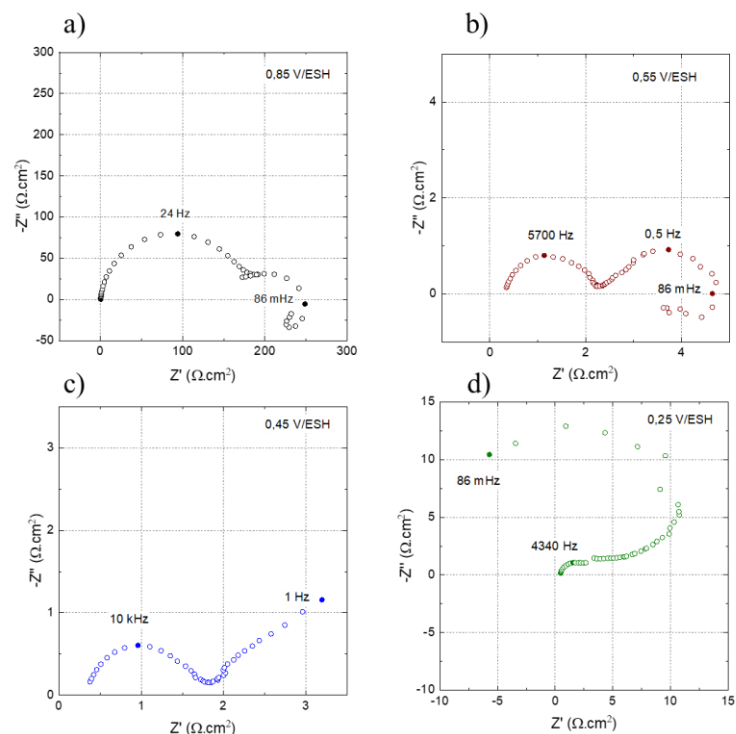 a)
0,85 V/ESH
300
250
200
150
100
50
0
-50
-Z'' (Ω.cm²)
24 Hz
86 mHz
0
100
200
300
Z' (Ω.cm²)
b)
0,55 V/ESH
4
2
0
-Z'' (Ω.cm²)
5700 Hz
0,5 Hz
86 mHz
0
2
4
Z' (Ω.cm²)
c)
0,45 V/ESH
3
2
1
0
-Z'' (Ω.cm²)
10 kHz
1 Hz
0
1
2
3
Z' (Ω.cm²)
d)
0,25 V/ESH
15
10
5
0
-5
-10
-Z'' (Ω.cm²)
86 mHz
4340 Hz
-10
-5
0
5
10
15
Z' (Ω.cm²)